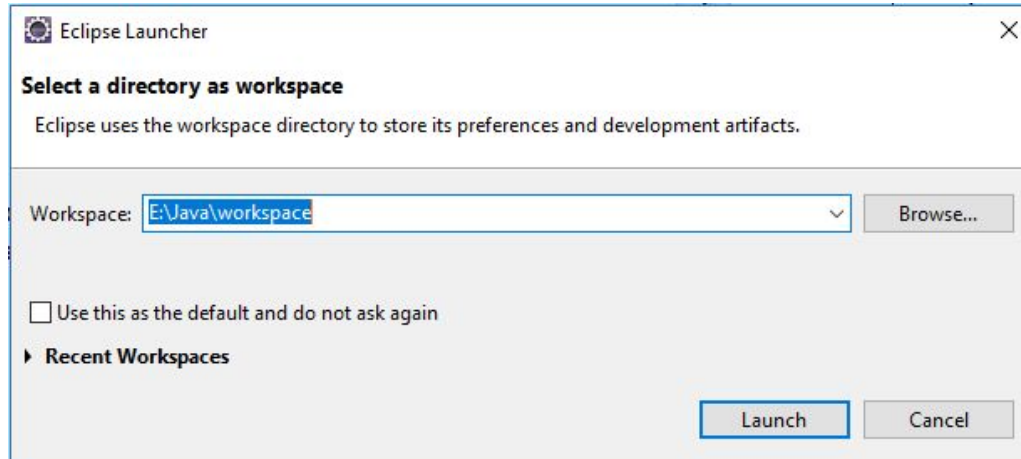 Eclipse Launcher
Select a directory as workspace
Eclipse uses the workspace directory to store its preferences and development artifacts.
Workspace: E:\Java\workspace Browse...
Use this as the default and do not ask again
Recent Workspaces
Launch Cancel